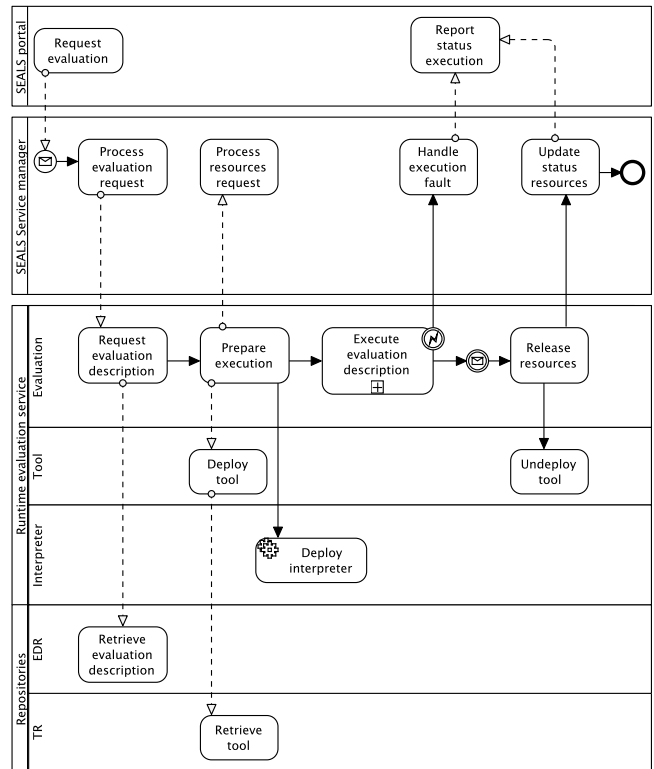 SEALS portal
Request
evaluation
Report
status
execution
SEALS Service manager
Process
evaluation
request
Process
resources
request
Handle
execution
fault
Update
status
resources
Runtime evaluation service
Evaluation
Request
evaluation
description
Prepare
execution
Execute
evaluation
description
Release
resources
Tool
Deploy
tool
Undeploy
tool
Interpreter
Deploy
interpreter
Repositories
EDR
Retrieve
evaluation
description
TR
Retrieve
tool